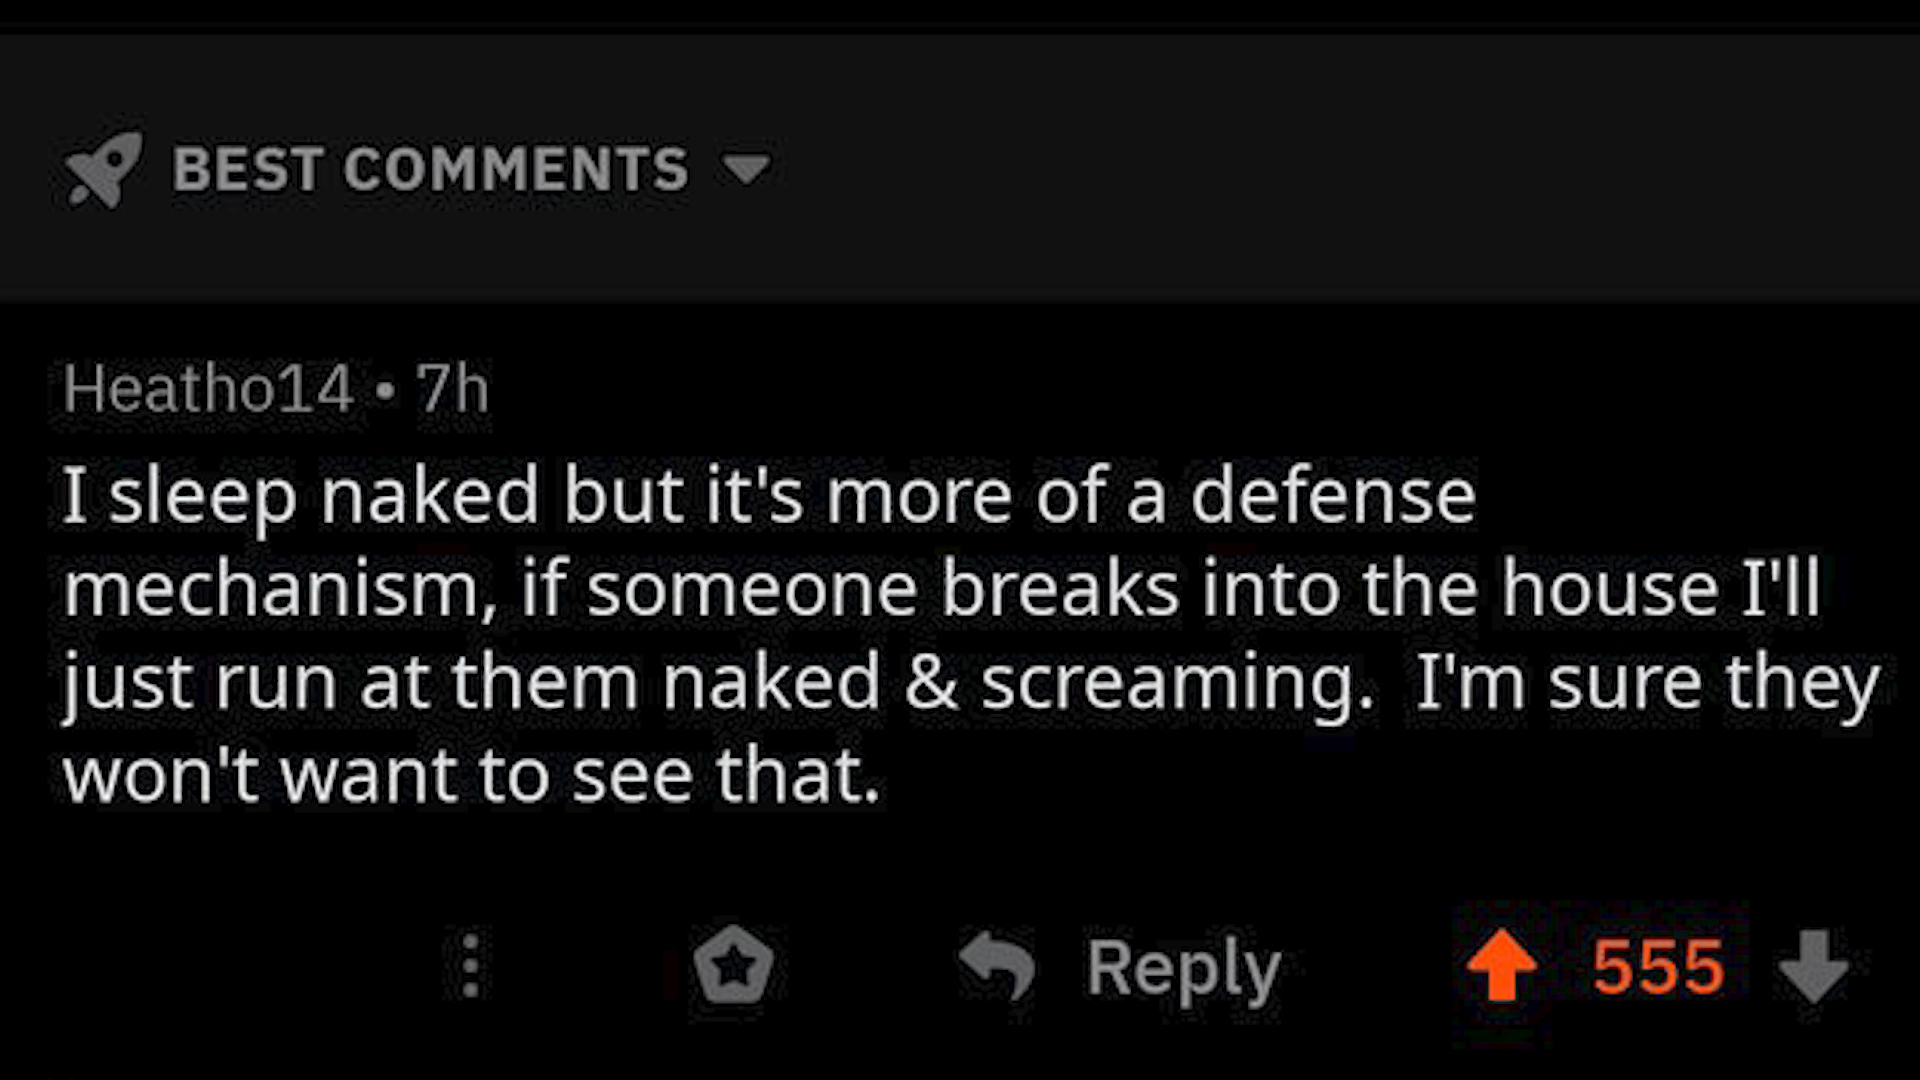 BEST COMMENTS
Heatho14 • 7h
I sleep naked but it's more of a defense
mechanism, if someone breaks into the house I'll
just run at them naked & screaming.  I'm sure they
won't want to see that.
Reply 555